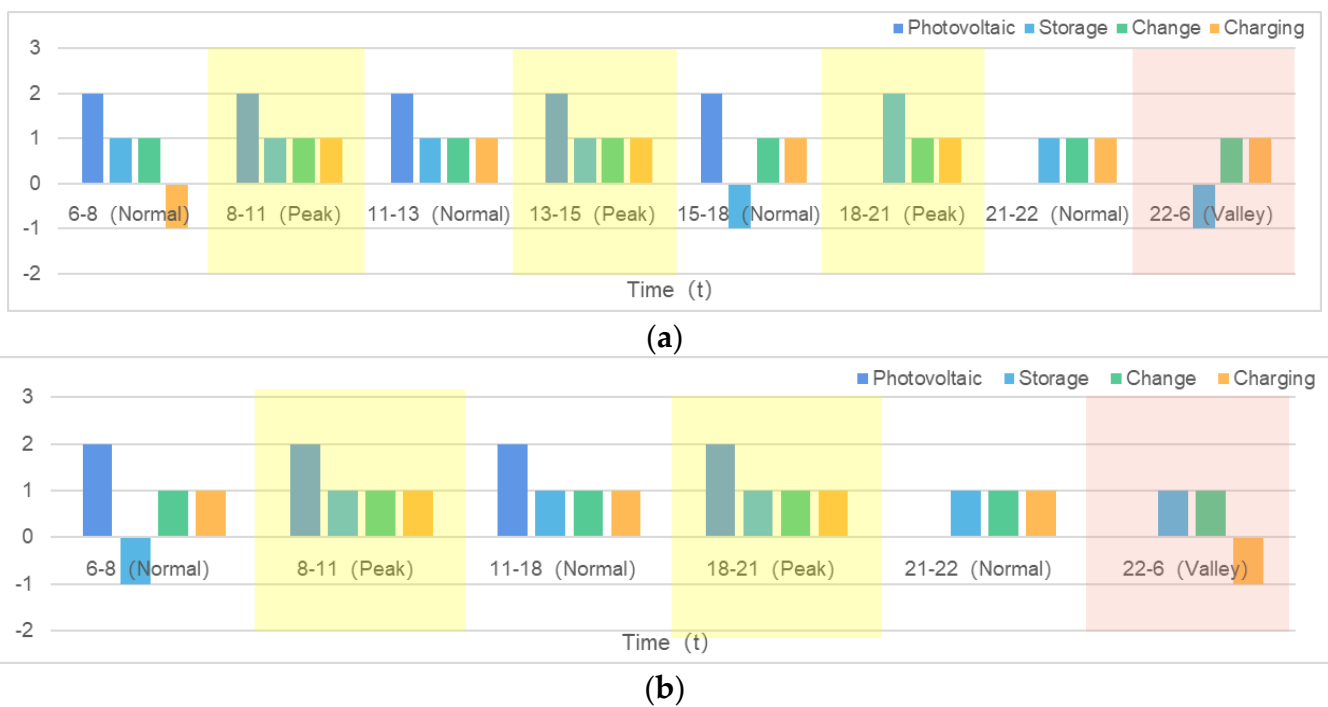 Photovoltaic Storage Change Charging
3
2
1
0
6-8 (Normal) 8-11 (Peak) 11-13 (Normal) 13-15 (Peak) 15-18 (Normal) 18-21 (Peak) 21-22 (Normal) 22-6 (Valley)
-1
-2
Time (t)
(a)
Photovoltaic Storage Change Charging
3
2
1
0
6-8 (Normal) 8-11 (Peak) 11-18 (Normal) 18-21 (Peak) 21-22 (Normal) 22-6 (Valley)
-1
-2
Time (t)
(b)